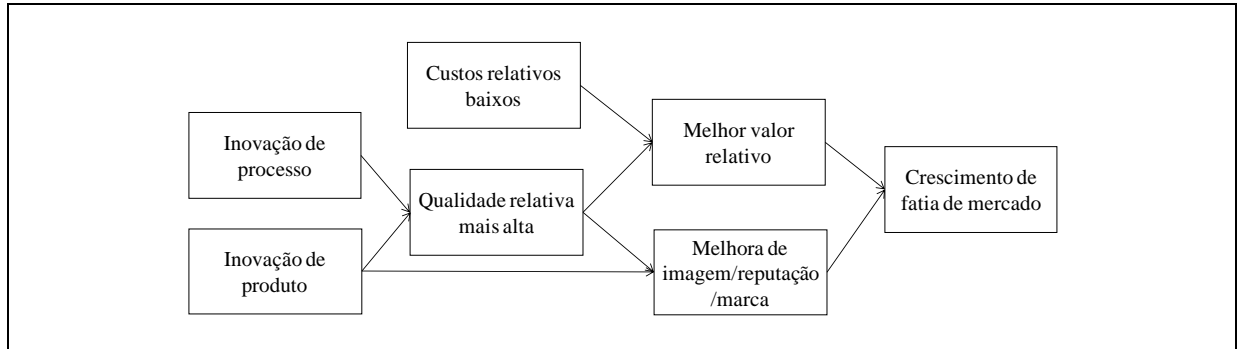 Custos relativos
baixos
Inovação de
processo
Melhor valor
relativo
Qualidade relativa
mais alta
Crescimento de
fatia de mercado
Inovação de
produto
Melhora de
imagem/reputação
/marca